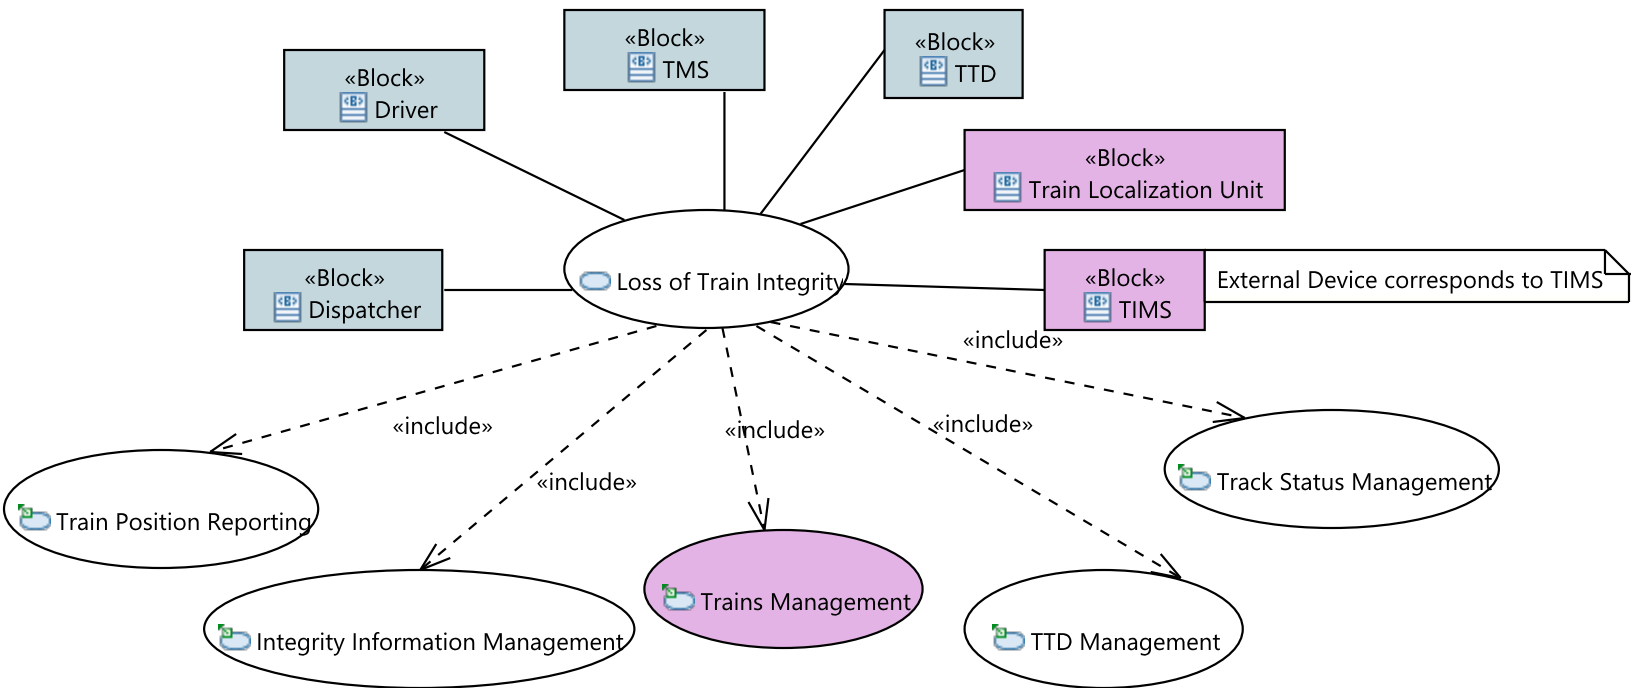 «Block»
TMS
«Block»
TTD
«Block»
Driver
«Block»
Train Localization Unit
«Block»
Dispatcher
Loss of Train Integrity
«Block»
TIMS
External Device corresponds to TIMS
«include»
«include»
«include»
«include»
«include»
Track Status Management
Train Position Reporting
Trains Management
Integrity Information Management
TTD Management